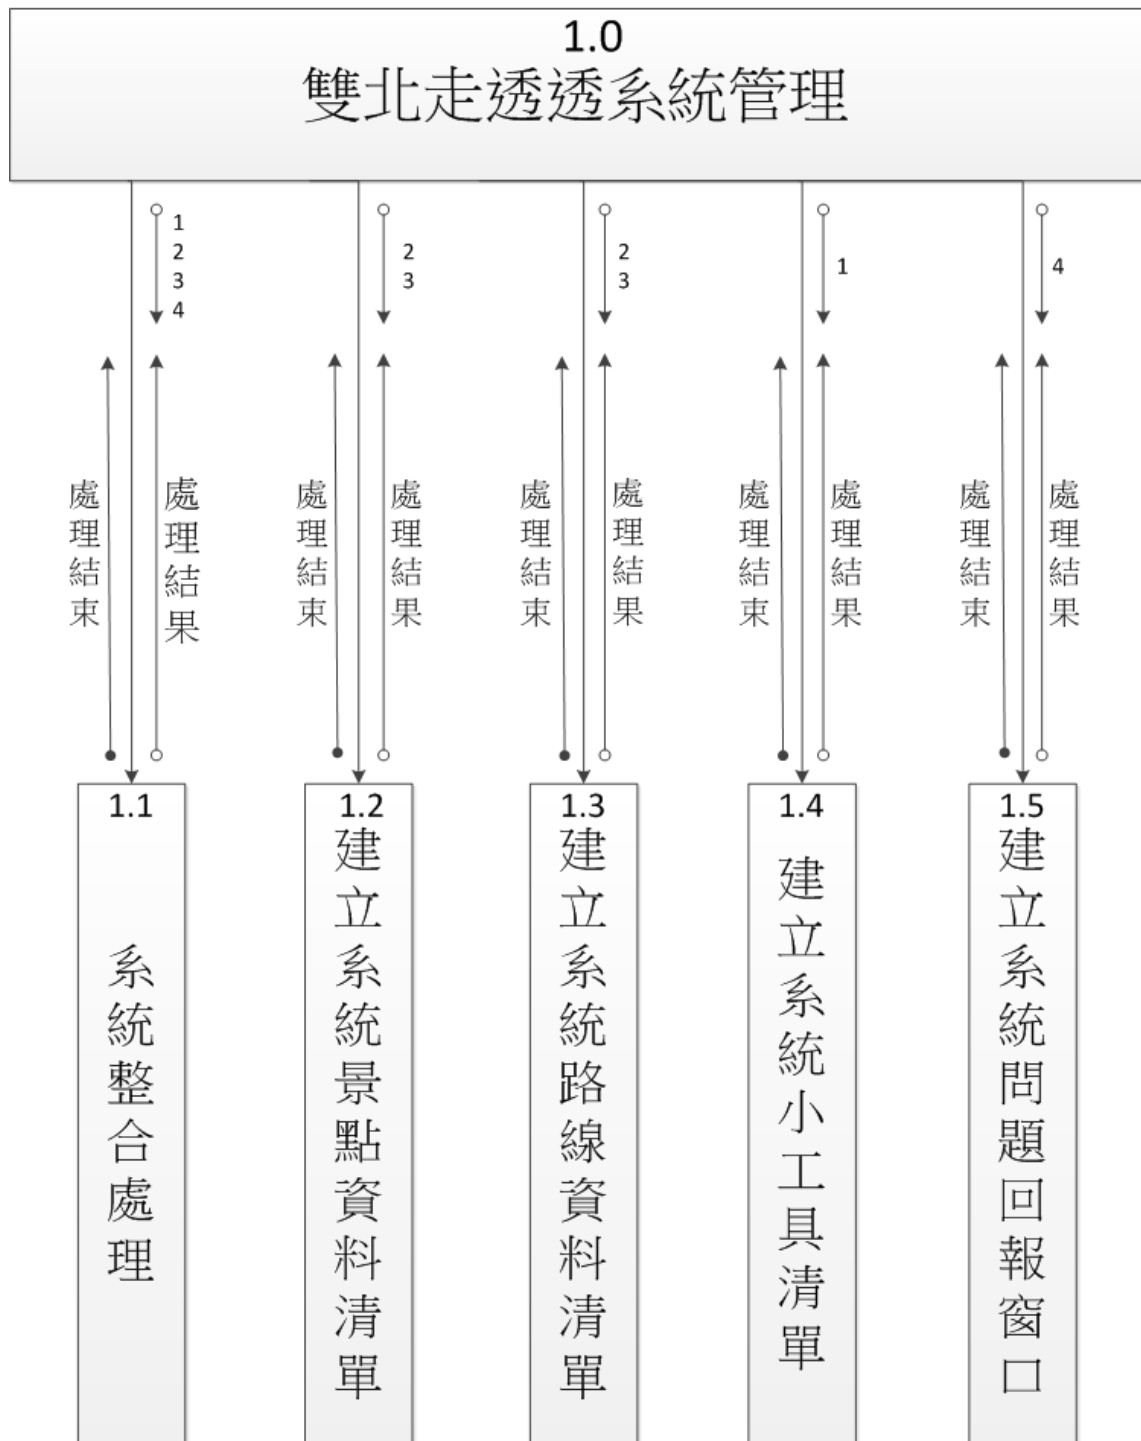 1.0
雙北走透透系統管理
1
2
3
4
2
3
2
3
1
4
處理結束
處理結果
處理結束
處理結果
處理結束
處理結果
處理結束
處理結果
處理結束
處理結果
1.1
系統整合處理
1.2
建立系統景點資料清單
1.3
建立系統路線資料清單
1.4
建立系統小工具清單
1.5
建立系統問題回報窗口